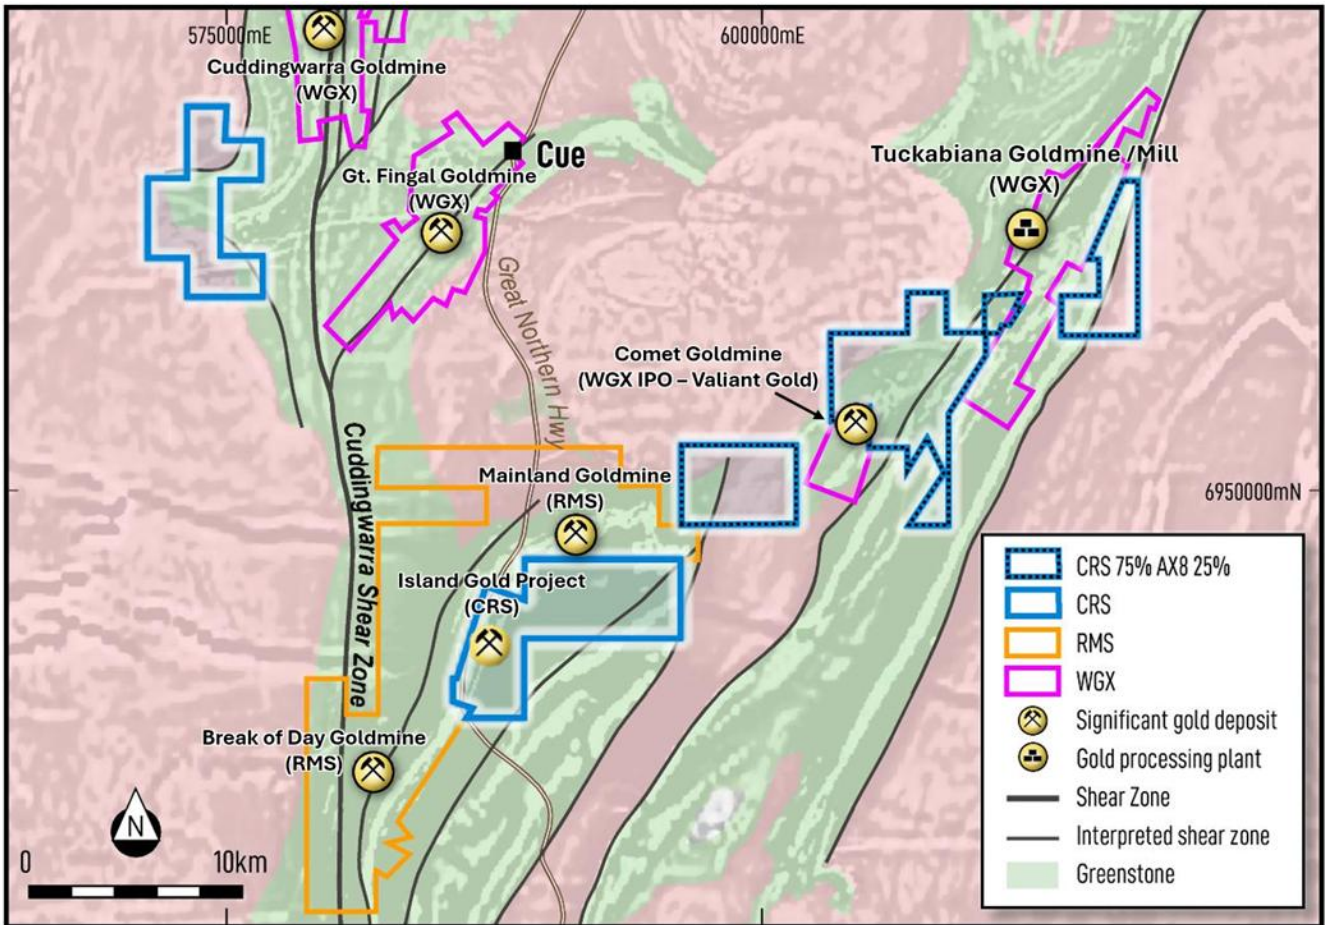 575000mE
600000mE
Cuddingwarra Goldmine
(WGX)
Cue
Gt. Fingal Goldmine
(WGX)
Tuckabiana Goldmine /Mill
(WGX)
Great Northern Hwy
Comet Goldmine
(WGX IPO – Valiant Gold)
Cuddingwarra Shear Zone
Mainland Goldmine
(RMS)
6950000mN
Island Gold Project
(CRS)
Break of Day Goldmine
(RMS)
N
0 10km
CRS 75% AX8 25%
CRS
RMS
WGX
Significant gold deposit
Gold processing plant
Shear Zone
Interpreted shear zone
Greenstone